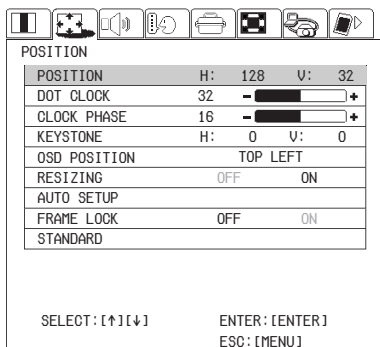 POSITION
POSITION H: 128 V: 32
DOT CLOCK 32 - +
CLOCK PHASE 16 - +
KEYSTONE H: 0 V: 0
OSD POSITION TOP LEFT
RESIZING OFF ON
AUTO SETUP
FRAME LOCK OFF ON
STANDARD
SELECT:[↑][↓] ENTER:[ENTER]
ESC:[MENU]